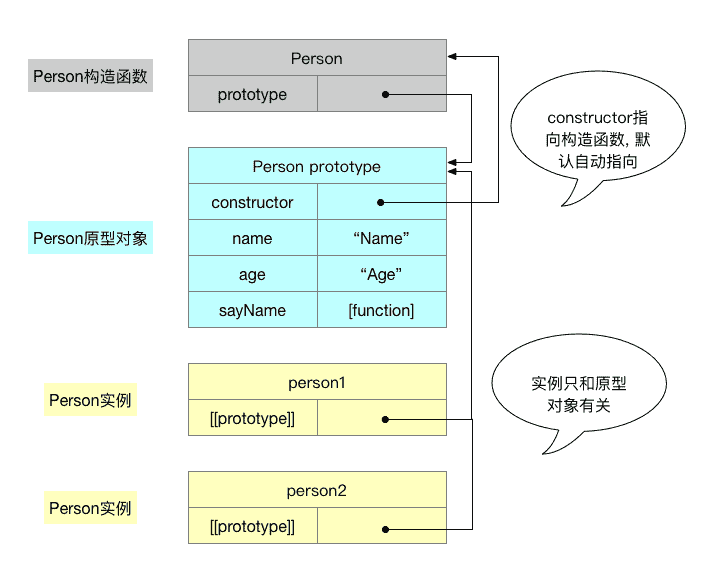 Person
Person构造函数
prototype
constructor指
向构造函数, 默
认自动指向
Person prototype
constructor
Person原型对象
name
“Name”
age
“Age”
sayName
[function]
person1
实例只和原型
对象有关
Person实例
[[prototype]]
person2
Person实例
[[prototype]]